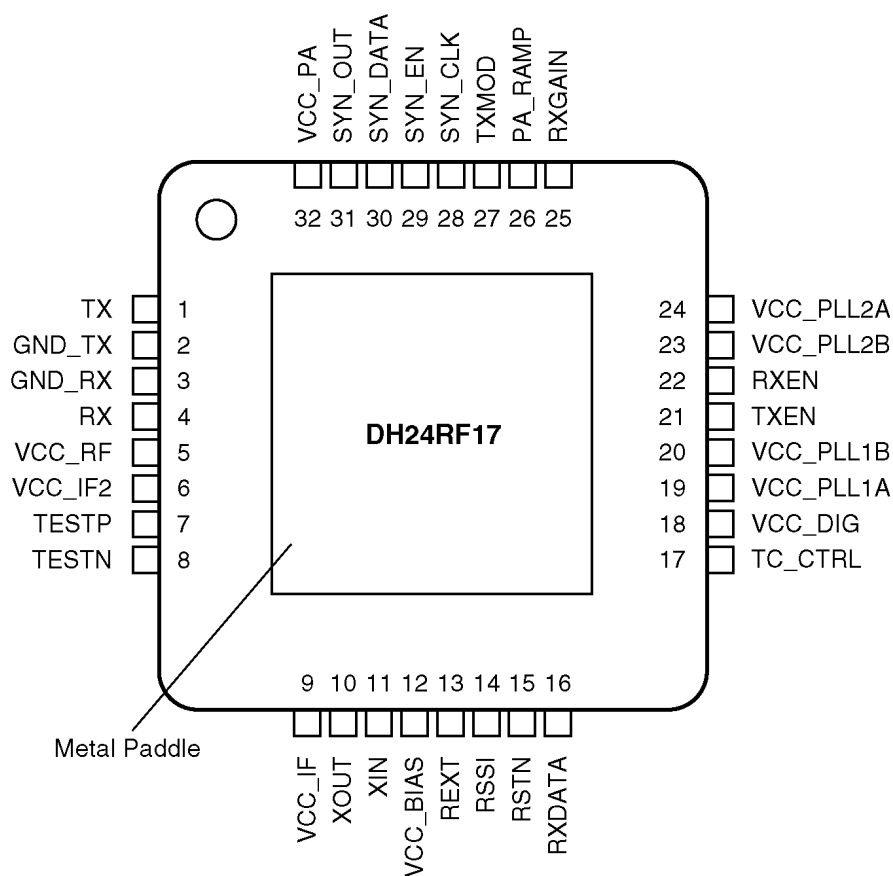 VCC_PA
SYN_OUT
SYN_DATA
SYN_EN
SYN_CLK
TXMOD
PA_RAMP
RXGAIN
32 31 30 29 28 27 26 25
TX 1
GND_TX 2
GND_RX 3
RX 4
VCC_RF 5
VCC_IF2 6
TESTP 7
TESTN 8
DH24RF17
24 VCC_PLL2A
23 VCC_PLL2B
22 RXEN
21 TXEN
20 VCC_PLL1B
19 VCC_PLL1A
18 VCC_DIG
17 TC_CTRL
9 10 11 12 13 14 15 16
Metal Paddle
VCC_IF
XOUT
XIN
VCC_BIAS
REXT
RSSI
RSTN
RXDATA